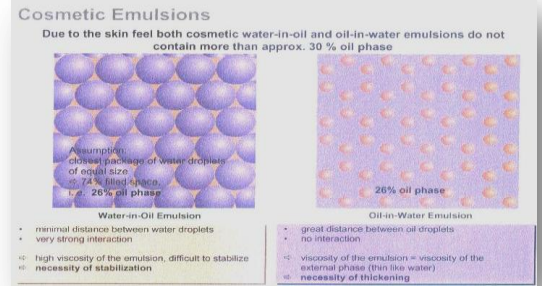 Cosmetic Emulsions
Due to the skin feel both cosmetic water-in-oil and oil-in-water emulsions do not
contain more than approx. 30 % oil phase
Assumption:
closest package of water droplets
of equal size
⇨ 74% filled space,
i. e. 26% oil phase
26% oil phase
Water-in-Oil Emulsion
• minimal distance between water droplets
• very strong interaction
⇨ high viscosity of the emulsion, difficult to stabilize
⇨ necessity of stabilization
Oil-in-Water Emulsion
• great distance between oil droplets
• no interaction
⇨ viscosity of the emulsion = viscosity of the
external phase (thin like water)
⇨ necessity of thickening